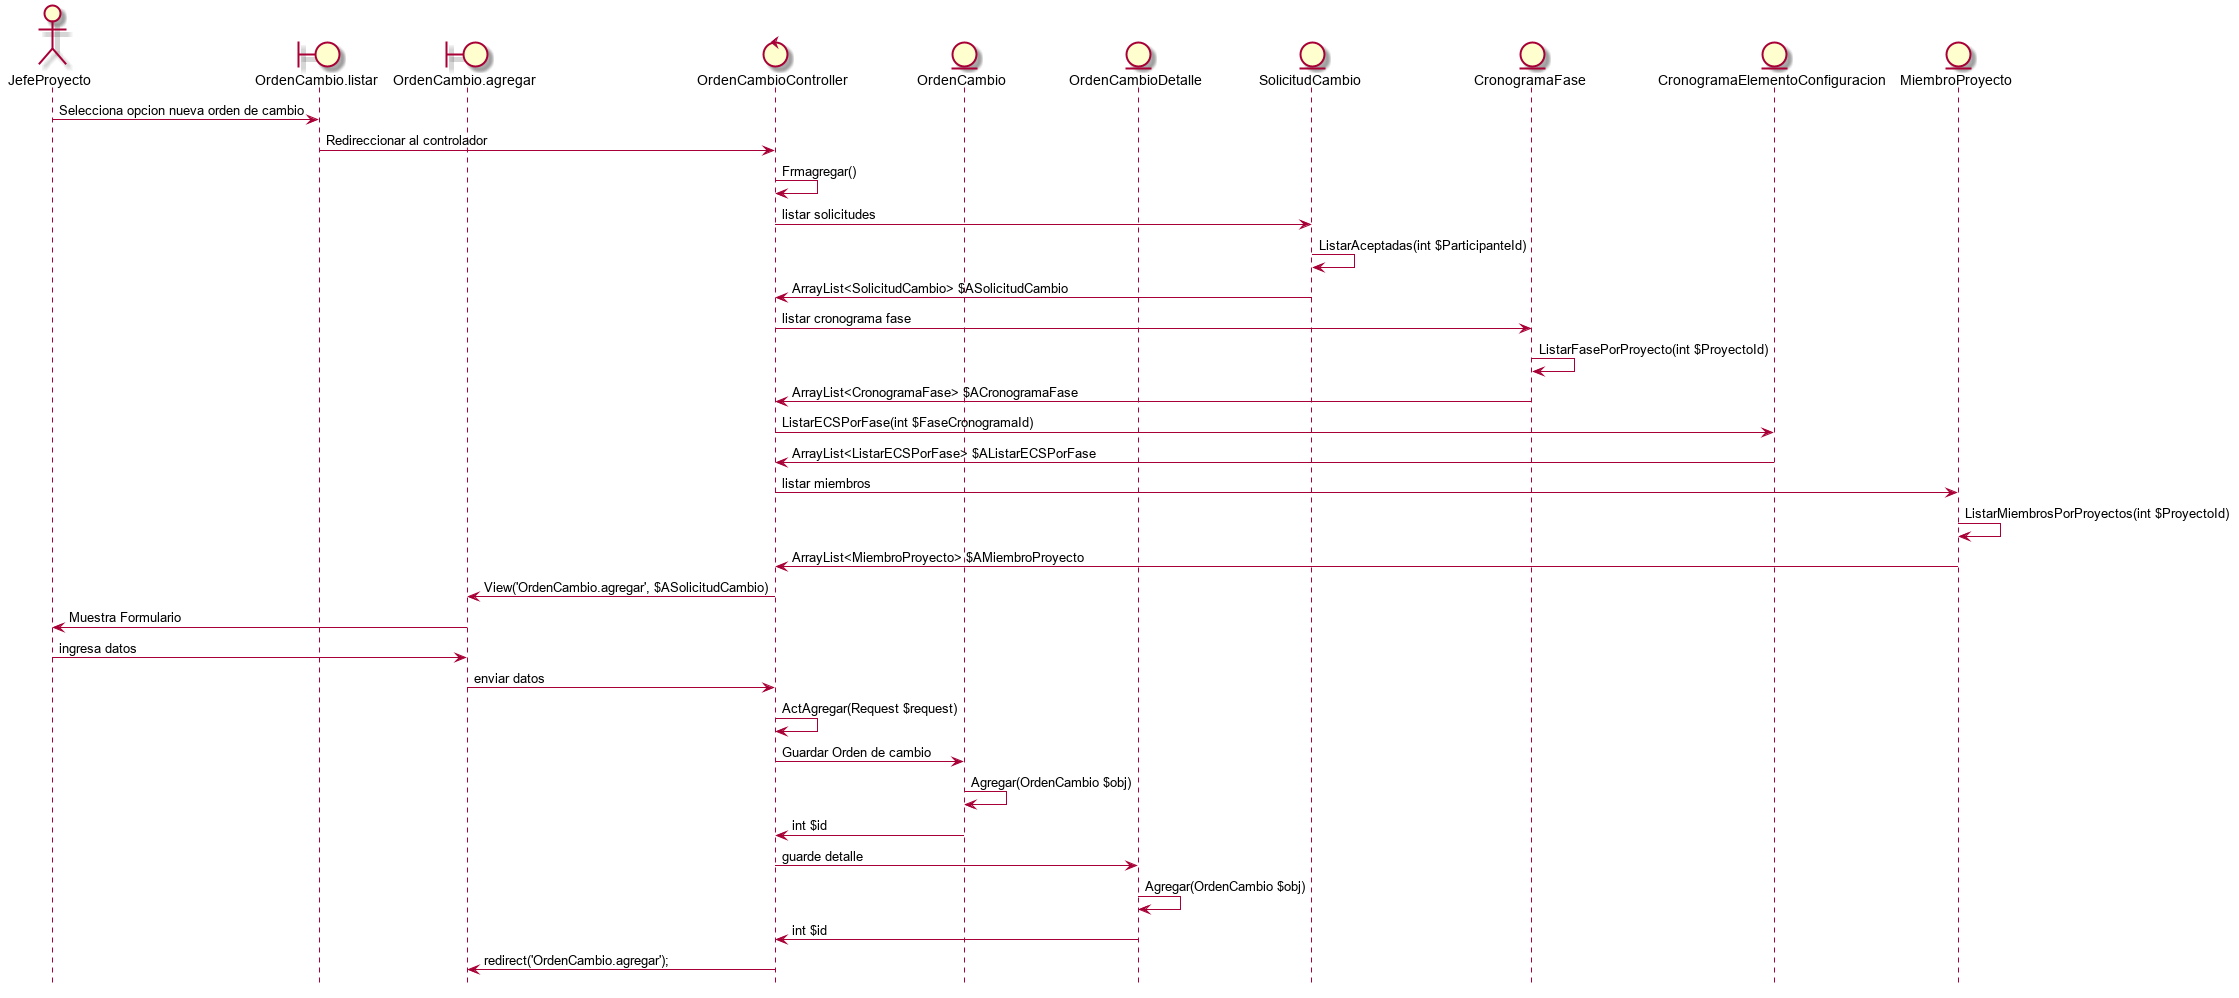 JefeProyecto
OrdenCambio.listar
OrdenCambio.agregar
OrdenCambioController
OrdenCambio
OrdenCambioDetalle
SolicitudCambio
CronogramaFase
CronogramaElementoConfiguracion
MiembroProyecto
Selecciona opcion nueva orden de cambio
Redireccionar al controlador
Frmagregar()
listar solicitudes
ListarAceptadas(int $ParticipanteId)
ArrayList<SolicitudCambio> $ASolicitudCambio
listar cronograma fase
ListarFasePorProyecto(int $ProyectoId)
ArrayList<CronogramaFase> $ACronogramaFase
ListarECSPorFase(int $FaseCronogramaId)
ArrayList<ListarECSPorFase> $AListarECSPorFase
listar miembros
ListarMiembrosPorProyectos(int $ProyectoId)
ArrayList<MiembroProyecto> $AMiembroProyecto
View('OrdenCambio.agregar', $ASolicitudCambio)
Muestra Formulario
ingresa datos
enviar datos
ActAgregar(Request $request)
Guardar Orden de cambio
Agregar(OrdenCambio $obj)
int $id
guarde detalle
Agregar(OrdenCambio $obj)
int $id
redirect('OrdenCambio.agregar');